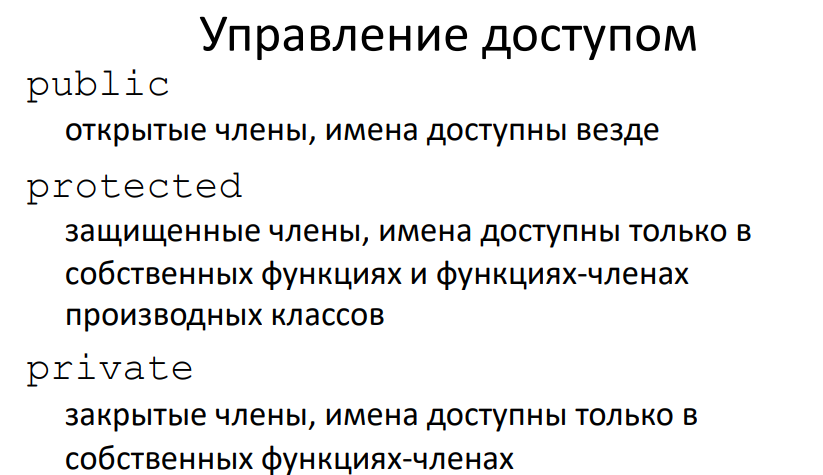 Управление доступом
public
открытые члены, имена доступны везде
protected
защищенные члены, имена доступны только в
собственных функциях и функциях-членах
производных классов
private
закрытые члены, имена доступны только в
собственных функциях-членах